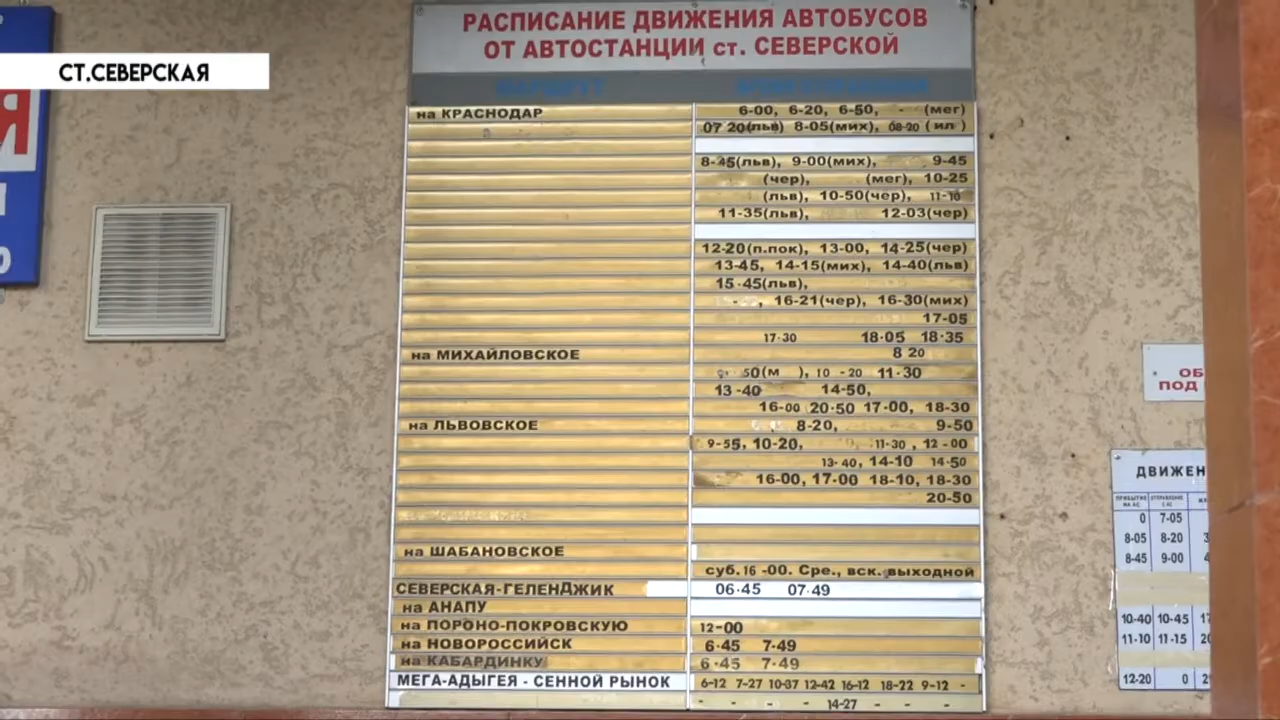 СТ.СЕВЕРСКАЯ
РАСПИСАНИЕ ДВИЖЕНИЯ АВТОБУСОВ
ОТ АВТОСТАНЦИИ ст. СЕВЕРСКОЙ
МАРШРУТ
на КРАСНОДАР 6-00, 6-20, 6-50, - (мег)
07 20(льв) 8-05(мих), 08-20 (ил)
8-45(льв), 9-00(мих), 9-45
(чер), (мег), 10-25
(льв), 10-50(чер), 11-10
11-35(льв), 12-03(чер)
12-20(п.пок), 13-00, 14-25(чер)
13-45, 14-15(мих), 14-40(льв)
15-45(льв),
- , 16-21(чер), 16-30(мих)
17-05
17-30 18-05 18-35
на МИХАЙЛОВСКОЕ 8 20
50(м ), 10 -20 11-30
13-40 14-50,
16-00 20-50 17-00, 18-30
на ЛЬВОВСКОЕ 8-20, 9-50
9-55, 10-20, 11-30 , 12 -00
13-40, 14-10 14-50
16-00, 17-00 18-10, 18-30
20-50
на ШАБАНОВСКОЕ
суб. 16 -00. Сре., вск. выходной
СЕВЕРСКАЯ-ГЕЛЕНДЖИК 06-45 07-49
на АНАПУ
на ПОРОНО-ПОКРОВСКУЮ 12-00
на НОВОРОССИЙСК 6-45 7-49
на КАБАРДИНКУ 6-45 7-49
МЕГА-АДЫГЕЯ - СЕННОЙ РЫНОК 6-12 7-27 10-37 12-42 16-12 18-22 9-12 -
- - - - 14-27 - - -
Я
ОБ
ПОД
ДВИЖЕН
ПРИБЫТИЕ НА АС ОТПРАВЛЕНИЕ С АС
0 7-05
8-05 8-20
8-45 9-00
10-40 10-45
11-10 11-15
12-20 0